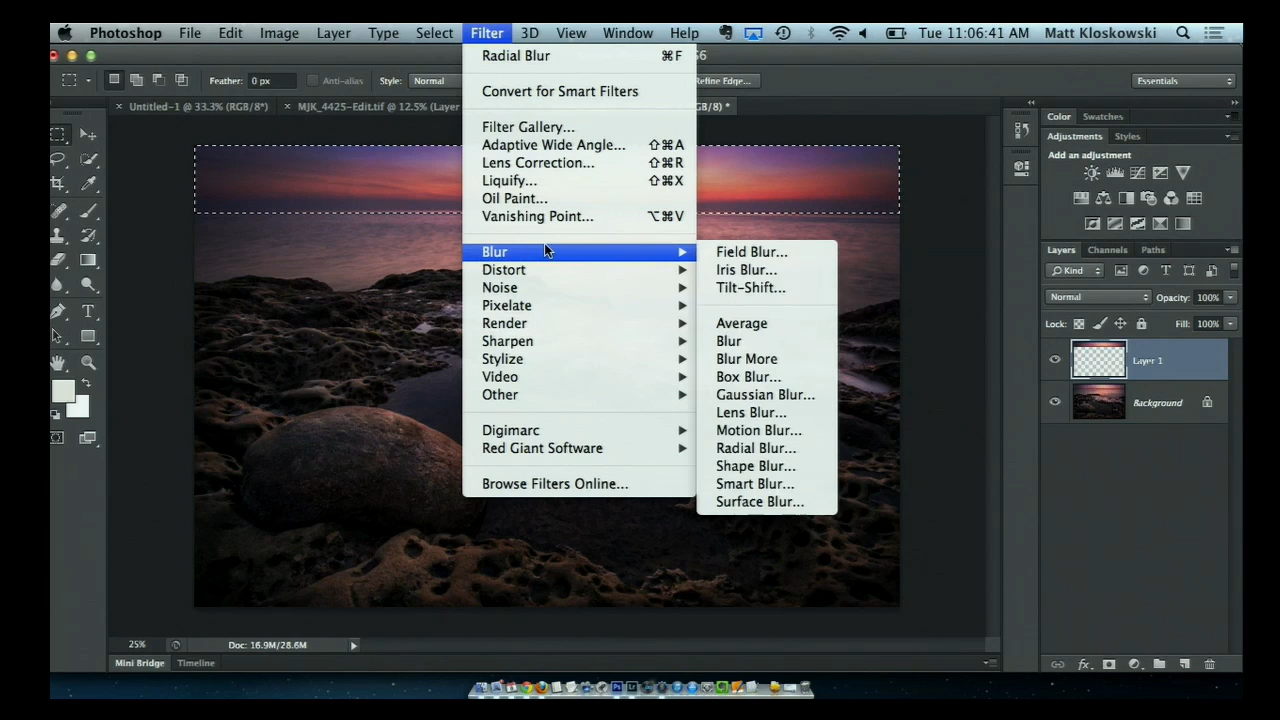 Photoshop File Edit Image Layer Type Select Filter 3D View Window Help Tue 11:06:41 AM Matt Kloskowski
Radial Blur ⌘F
S6
Feather: 0 px Anti-alias Style: Normal
Refine Edge... Essentials
× Untitled-1 @ 33.3% (RGB/8*) × MJK_4425-Edit.tif @ 12.5% (Layer
GB/8) *
Convert for Smart Filters
Filter Gallery...
Adaptive Wide Angle... ⇧⌘A
Lens Correction... ⇧⌘R
Liquify... ⇧⌘X
Oil Paint...
Vanishing Point... ⌥⌘V
Blur
Distort
Noise
Pixelate
Render
Sharpen
Stylize
Video
Other
Digimarc
Red Giant Software
Browse Filters Online...
Field Blur...
Iris Blur...
Tilt-Shift...
Average
Blur
Blur More
Box Blur...
Gaussian Blur...
Lens Blur...
Motion Blur...
Radial Blur...
Shape Blur...
Smart Blur...
Surface Blur...
Color Swatches
Adjustments Styles
Add an adjustment
Layers Channels Paths
Kind
Normal Opacity: 100%
Lock: Fill: 100%
Layer 1
Background
fx
25% Doc: 16.9M/28.6M
Mini Bridge Timeline